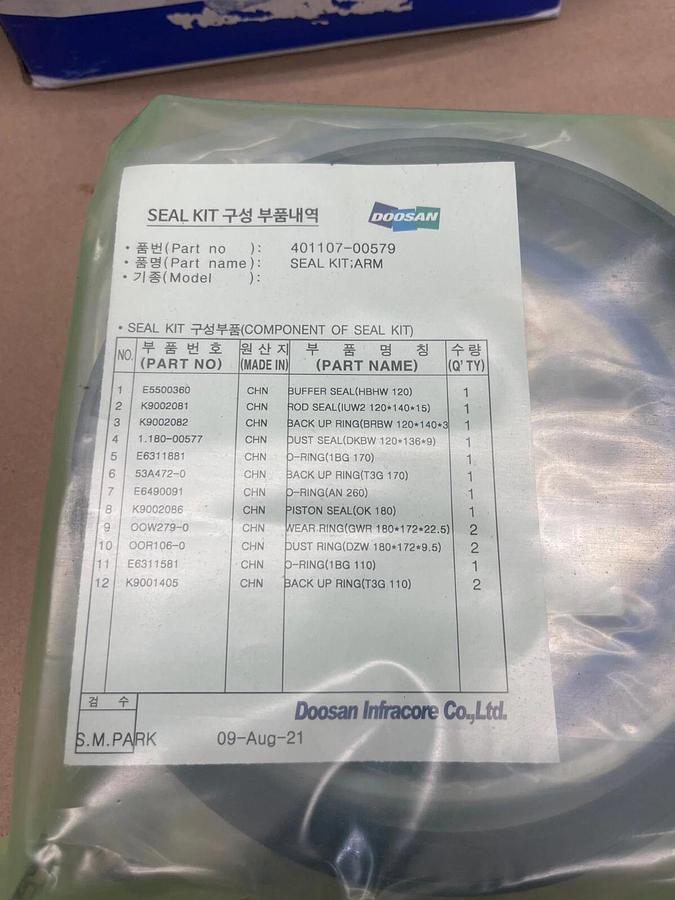 SEAL KIT 구성 부품내역
DOOSAN
• 품번(Part no ): 401107-00579
• 품명(Part name): SEAL KIT;ARM
• 기종(Model ):
• SEAL KIT 구성부품(COMPONENT OF SEAL KIT)
NO. 부 품 번 호 (PART NO) 원 산 지 (MADE IN) 부 품 명 칭 (PART NAME) 수 량 (Q' TY)
1 E5500360 CHN BUFFER SEAL(HBHW 120) 1
2 K9002081 CHN ROD SEAL(IUW2 120*140*15) 1
3 K9002082 CHN BACK UP RING(BRBW 120*140*3 1
4 1.180-00577 CHN DUST SEAL(DKBW 120*136*9) 1
5 E6311881 CHN O-RING(1BG 170) 1
6 53A472-0 CHN BACK UP RING(T3G 170) 1
7 E6490091 CHN O-RING(AN 260) 1
8 K9002086 CHN PISTON SEAL(OK 180) 1
9 OOW279-0 CHN WEAR RING(GWR 180*172*22.5) 2
10 OOR106-0 CHN DUST RING(DZW 180*172*9.5) 2
11 E6311581 CHN O-RING(1BG 110) 1
12 K9001405 CHN BACK UP RING(T3G 110) 2
검 수
Doosan Infracore Co.,Ltd.
S.M.PARK 09-Aug-21